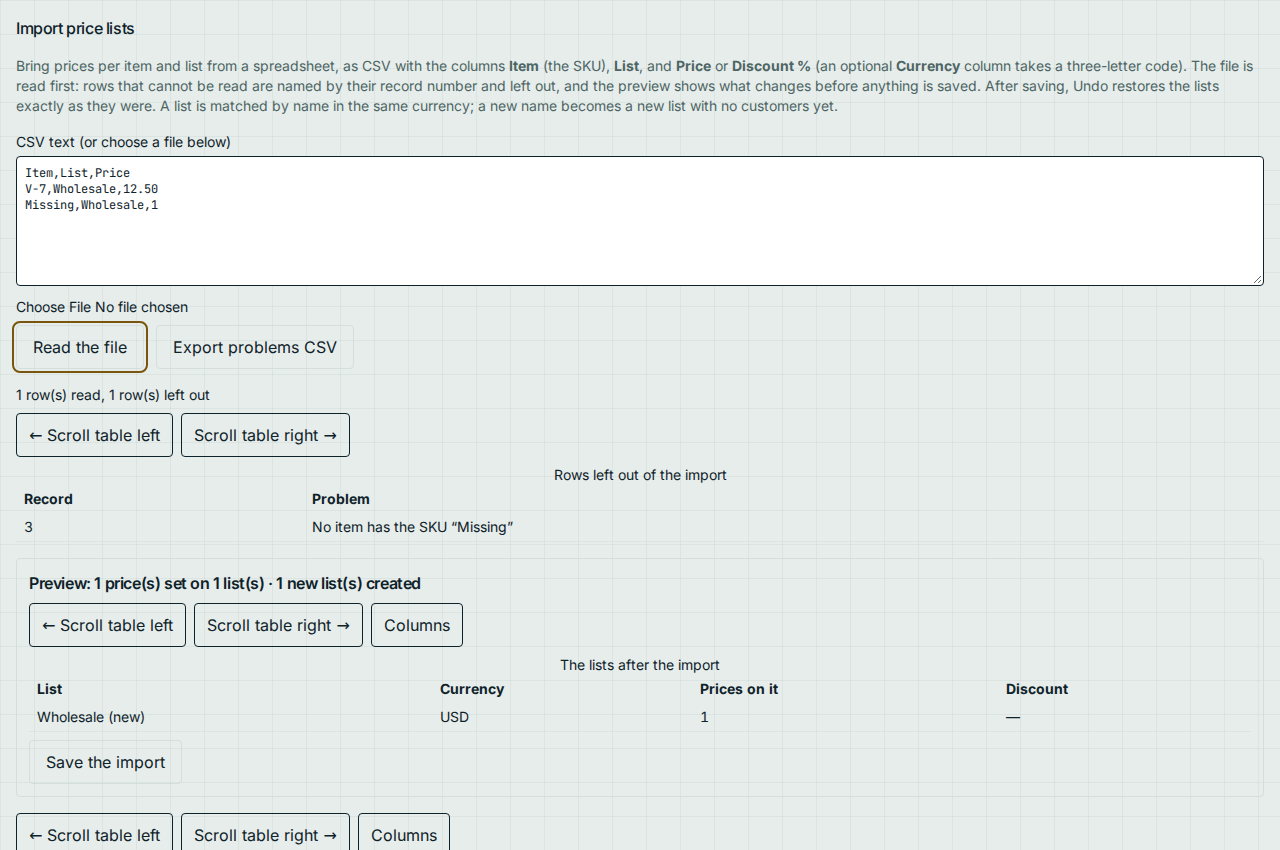 Import price lists
Bring prices per item and list from a spreadsheet, as CSV with the columns Item (the SKU), List, and Price or Discount % (an optional Currency column takes a three-letter code). The file is
read first: rows that cannot be read are named by their record number and left out, and the preview shows what changes before anything is saved. After saving, Undo restores the lists
exactly as they were. A list is matched by name in the same currency; a new name becomes a new list with no customers yet.
CSV text (or choose a file below)
Item,List,Price
V-7,Wholesale,12.50
Missing,Wholesale,1
Choose File No file chosen
Read the file Export problems CSV
1 row(s) read, 1 row(s) left out
← Scroll table left Scroll table right →
Rows left out of the import
Record Problem
3 No item has the SKU “Missing”
Preview: 1 price(s) set on 1 list(s) · 1 new list(s) created
← Scroll table left Scroll table right → Columns
The lists after the import
List Currency Prices on it Discount
Wholesale (new) USD 1 —
Save the import
← Scroll table left Scroll table right → Columns